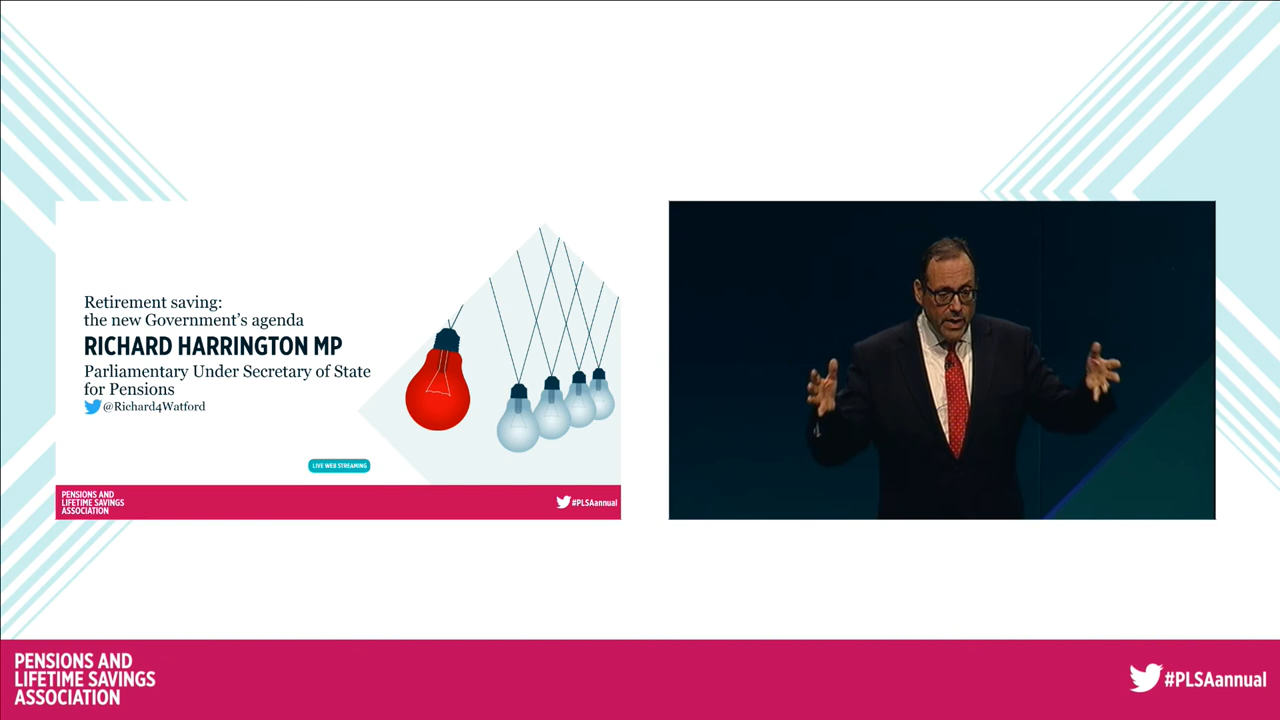 Retirement saving:
the new Government's agenda
RICHARD HARRINGTON MP
Parliamentary Under Secretary of State
for Pensions
@Richard4Watford
LIVE WEB STREAMING
PENSIONS AND
LIFETIME SAVINGS
ASSOCIATION
#PLSAannual
PENSIONS AND
LIFETIME SAVINGS
ASSOCIATION
#PLSAannual